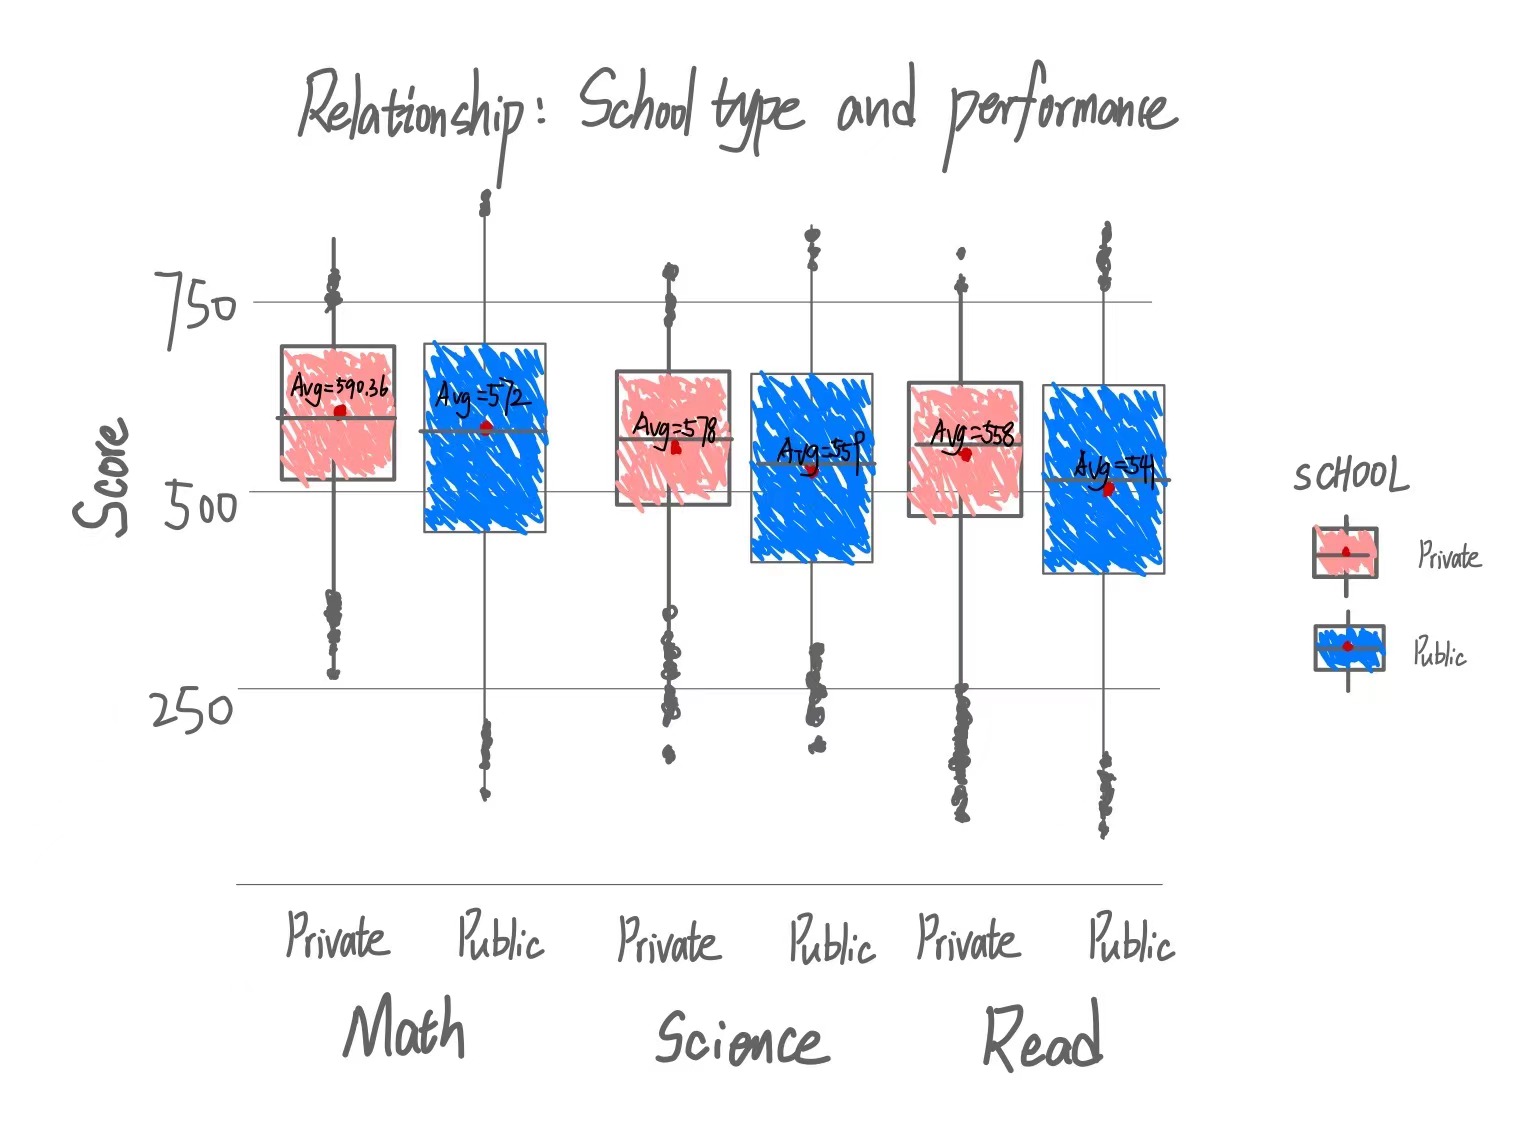 Relationship: School type and performance
750
500
250
Score
Avg=590.36
Avg=572
Avg=578
Avg=559
Avg=558
Avg=541
SCHOOL
Private
Public
Private Public Private Public Private Public
Math Science Read